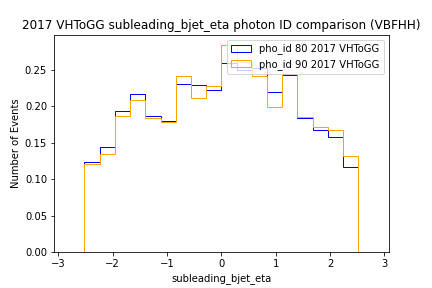 2017 VHToGG subleading_bjet_eta photon ID comparison (VBFHH)
pho_id 80 2017 VHToGG
pho_id 90 2017 VHToGG
Number of Events
0.25
0.20
0.15
0.10
0.05
0.00
−3 −2 −1 0 1 2 3
subleading_bjet_eta